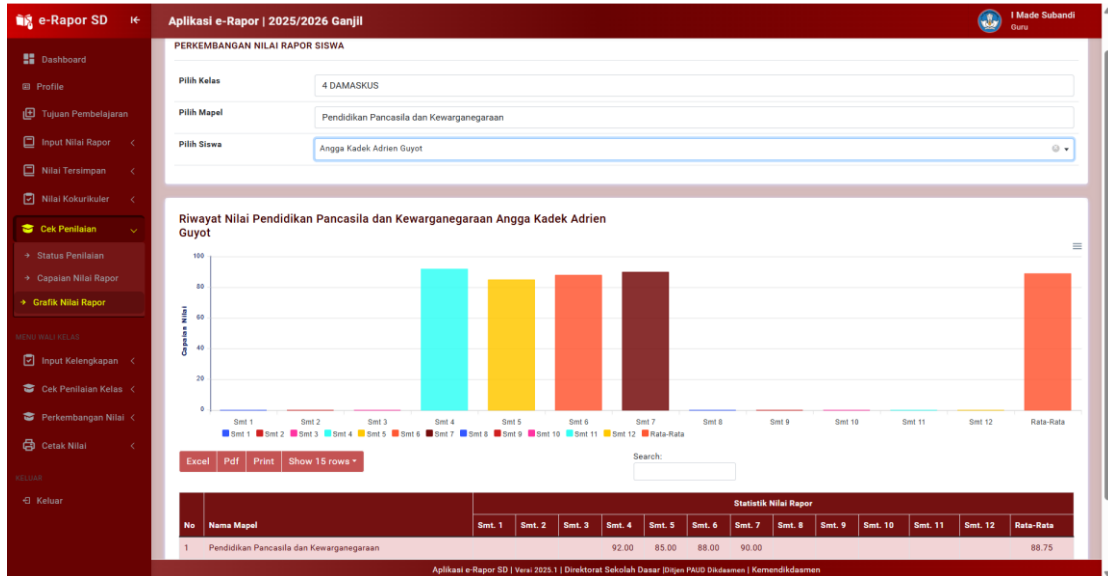 e-Rapor SD
Aplikasi e-Rapor | 2025/2026 Ganjil
I Made Subandi
Guru
Dashboard
Profile
Tujuan Pembelajaran
Input Nilai Rapor
Nilai Tersimpan
Nilai Kokurikuler
Cek Penilaian
Status Penilaian
Capaian Nilai Rapor
Grafik Nilai Rapor
MENU WALI KELAS
Input Kelengkapan
Cek Penilaian Kelas
Perkembangan Nilai
Cetak Nilai
KELUAR
Keluar
PERKEMBANGAN NILAI RAPOR SISWA
Pilih Kelas
4 DAMASKUS
Pilih Mapel
Pendidikan Pancasila dan Kewarganegaraan
Pilih Siswa
Angga Kadek Adrien Guyot
Riwayat Nilai Pendidikan Pancasila dan Kewarganegaraan Angga Kadek Adrien
Guyot
Capaian Nilai
100
80
60
40
20
0
Smt 1 Smt 2 Smt 3 Smt 4 Smt 5 Smt 6 Smt 7 Smt 8 Smt 9 Smt 10 Smt 11 Smt 12 Rata-Rata
Smt 1 Smt 2 Smt 3 Smt 4 Smt 5 Smt 6 Smt 7 Smt 8 Smt 9 Smt 10 Smt 11 Smt 12 Rata-Rata
Excel Pdf Print Show 15 rows
Search:
Statistik Nilai Rapor
No Nama Mapel Smt. 1 Smt. 2 Smt. 3 Smt. 4 Smt. 5 Smt. 6 Smt. 7 Smt. 8 Smt. 9 Smt. 10 Smt. 11 Smt. 12 Rata-Rata
1 Pendidikan Pancasila dan Kewarganegaraan 92.00 85.00 88.00 90.00 88.75
Aplikasi e-Rapor SD | Versi 2025.1 | Direktorat Sekolah Dasar |Ditjen PAUD Dikdasmen | Kemendikdasmen